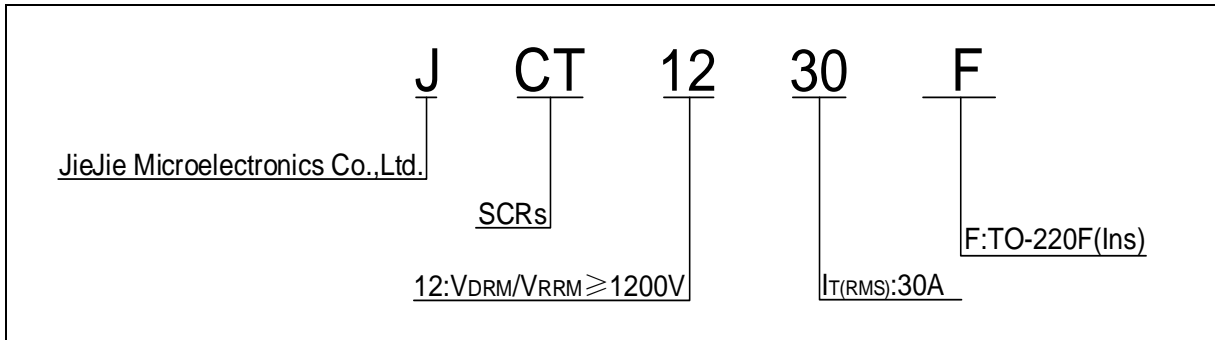 J CT 12 30 F
JieJie Microelectronics Co.,Ltd.
SCRs
F:TO-220F(Ins)
12:VDRM/VRRM≥1200V
IT(RMS):30A